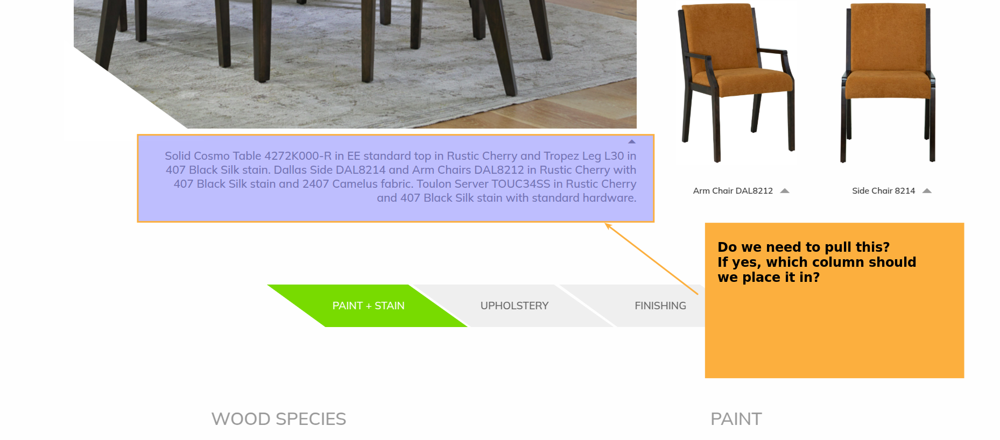 Solid Cosmo Table 4272K000-R in EE standard top in Rustic Cherry and Tropez Leg L30 in
407 Black Silk stain. Dallas Side DAL8214 and Arm Chairs DAL8212 in Rustic Cherry with
407 Black Silk stain and 2407 Camelus fabric. Toulon Server TOUC34SS in Rustic Cherry
and 407 Black Silk stain with standard hardware.
Arm Chair DAL8212
Side Chair 8214
Do we need to pull this?
If yes, which column should
we place it in?
PAINT + STAIN
UPHOLSTERY
FINISHING
WOOD SPECIES
PAINT